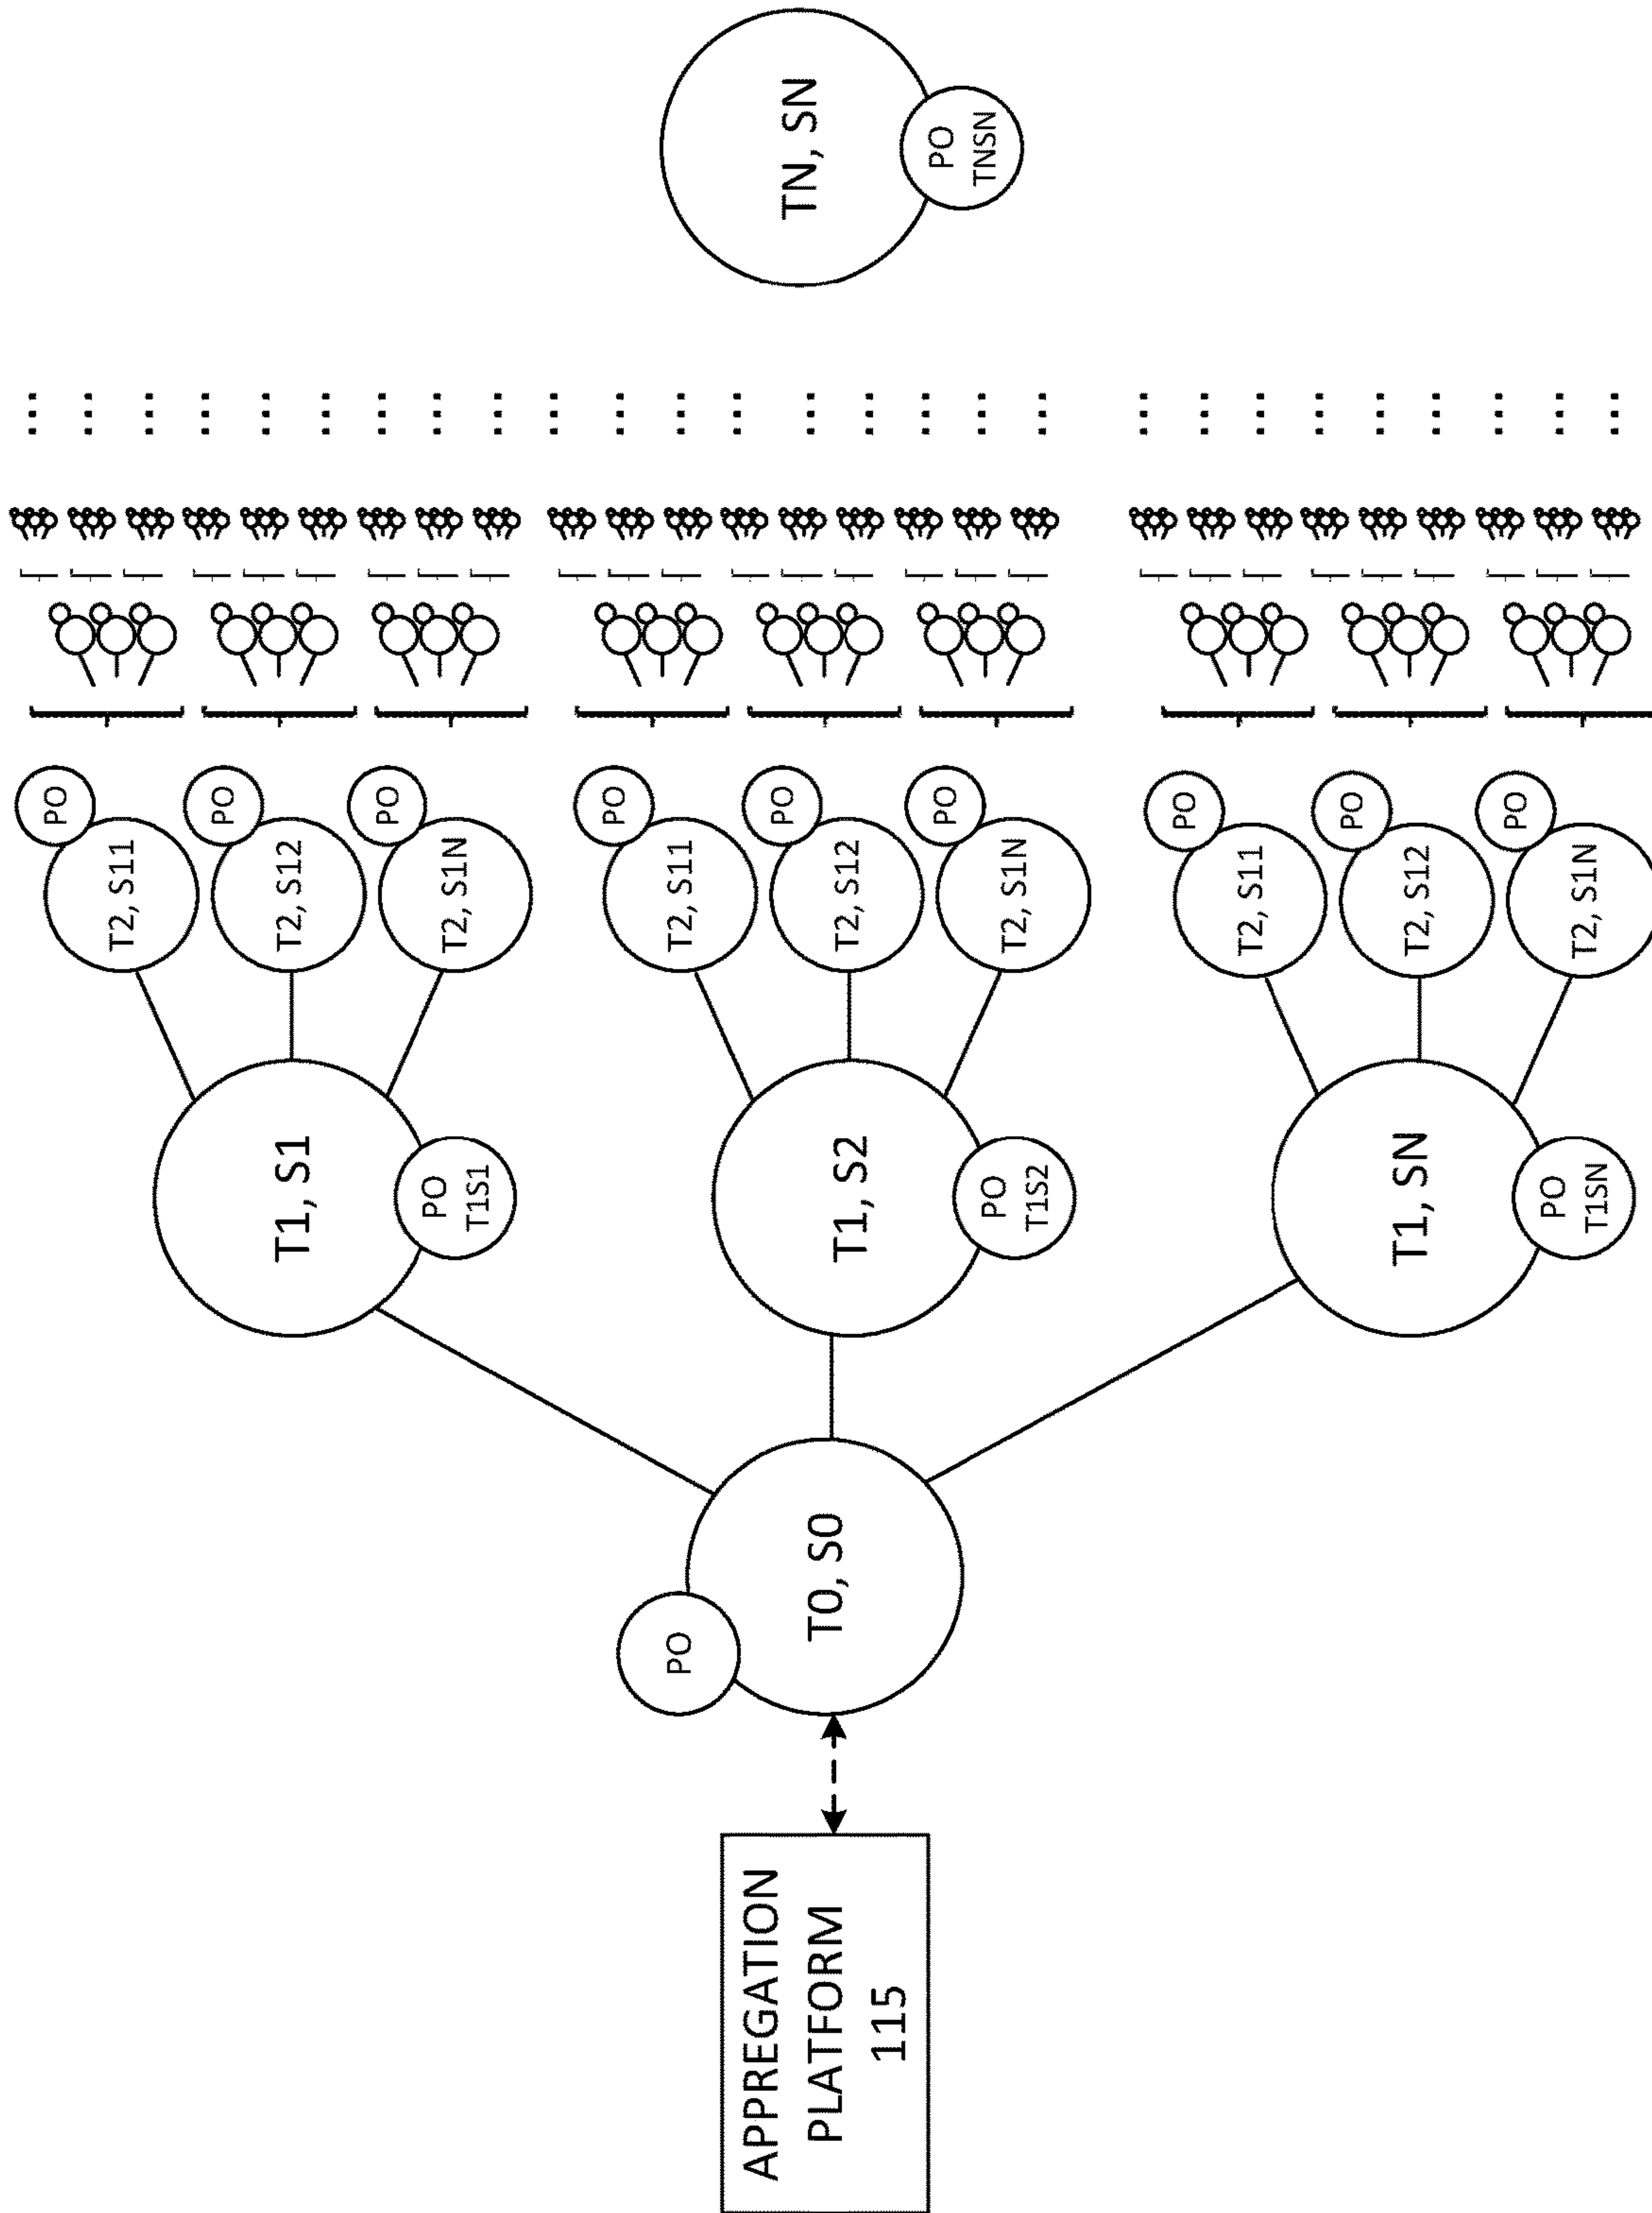 APPREGATION
PLATFORM
115
PO
T0, S0
T1, S1
PO
T1S1
T1, S2
PO
T1S2
T1, SN
PO
T1SN
PO
T2, S11
PO
T2, S12
PO
T2, S1N
PO
T2, S11
PO
T2, S12
PO
T2, S1N
PO
T2, S11
PO
T2, S12
PO
T2, S1N
TN, SN
PO
TNSN